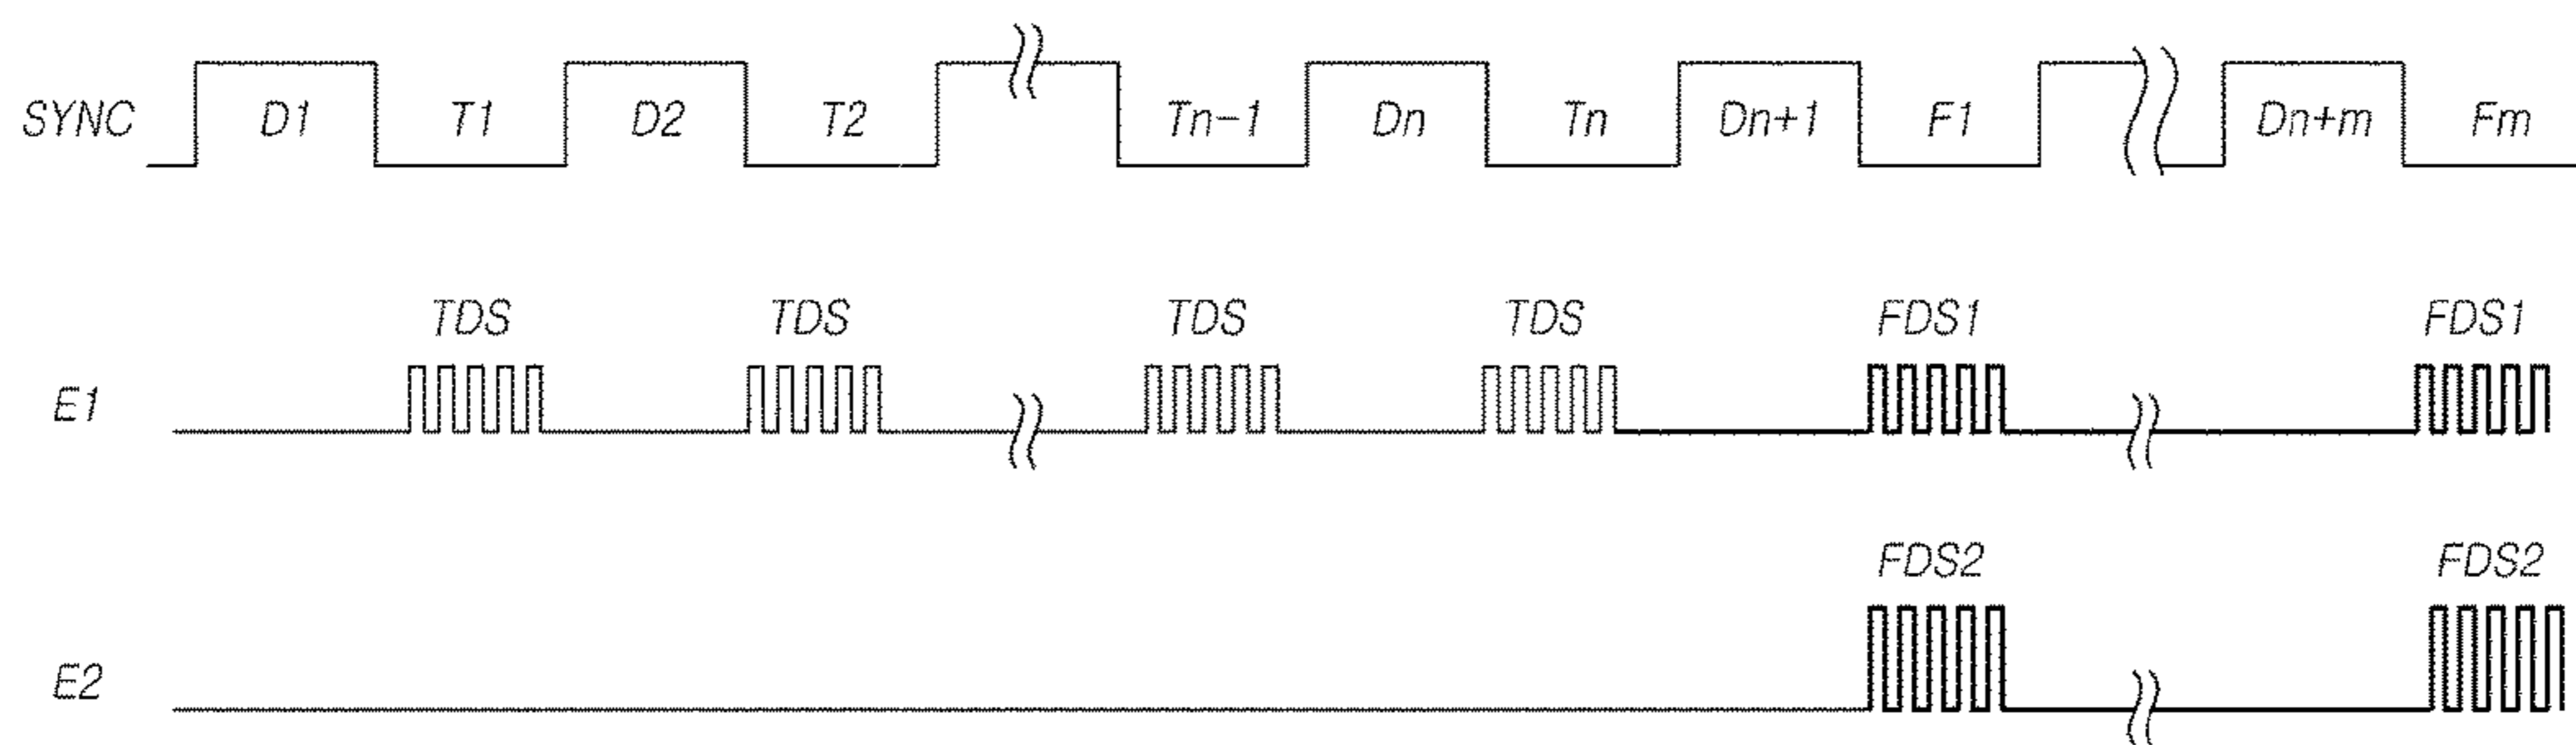 SYNC D1 T1 D2 T2 Tn-1 Dn Tn Dn+1 F1 Dn+m Fm
TDS TDS TDS TDS FDS1 FDS1
E1
FDS2 FDS2
E2